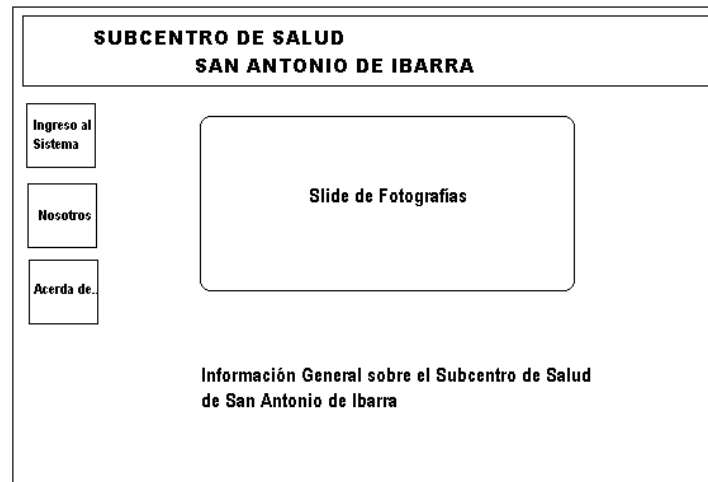 SUBCENTRO DE SALUD
SAN ANTONIO DE IBARRA
Ingreso al
Sistema
Nosotros
Acerda de..
Slide de Fotografías
Información General sobre el Subcentro de Salud
de San Antonio de Ibarra